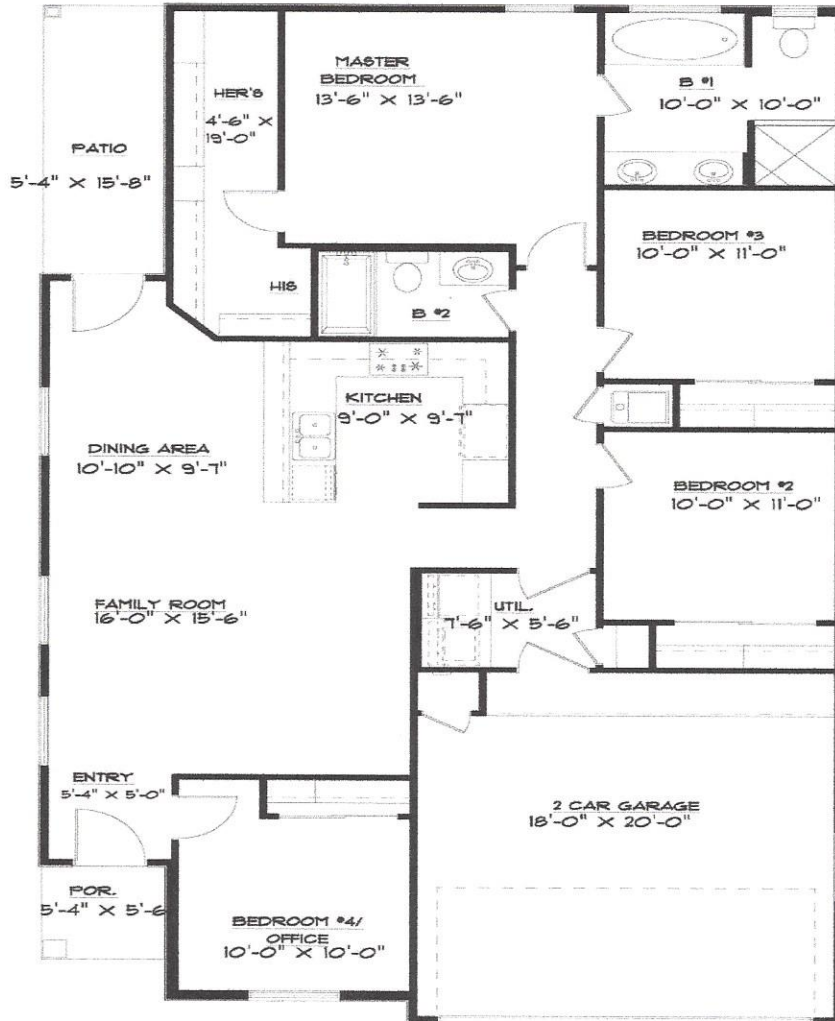 MASTER
BEDROOM
13'-6" X 13'-6"
HER'S
4'-6" X
19'-0"
B #1
10'-0" X 10'-0"
PATIO
5'-4" X 15'-8"
BEDROOM #3
10'-0" X 11'-0"
HIS
B #2
KITCHEN
9'-0" X 9'-7"
DINING AREA
10'-10" X 9'-7"
BEDROOM #2
10'-0" X 11'-0"
FAMILY ROOM
16'-0" X 15'-6"
UTIL.
7'-6" X 5'-6"
ENTRY
5'-4" X 5'-0"
2 CAR GARAGE
18'-0" X 20'-0"
POR.
5'-4" X 5'-6
BEDROOM #4/
OFFICE
10'-0" X 10'-0"